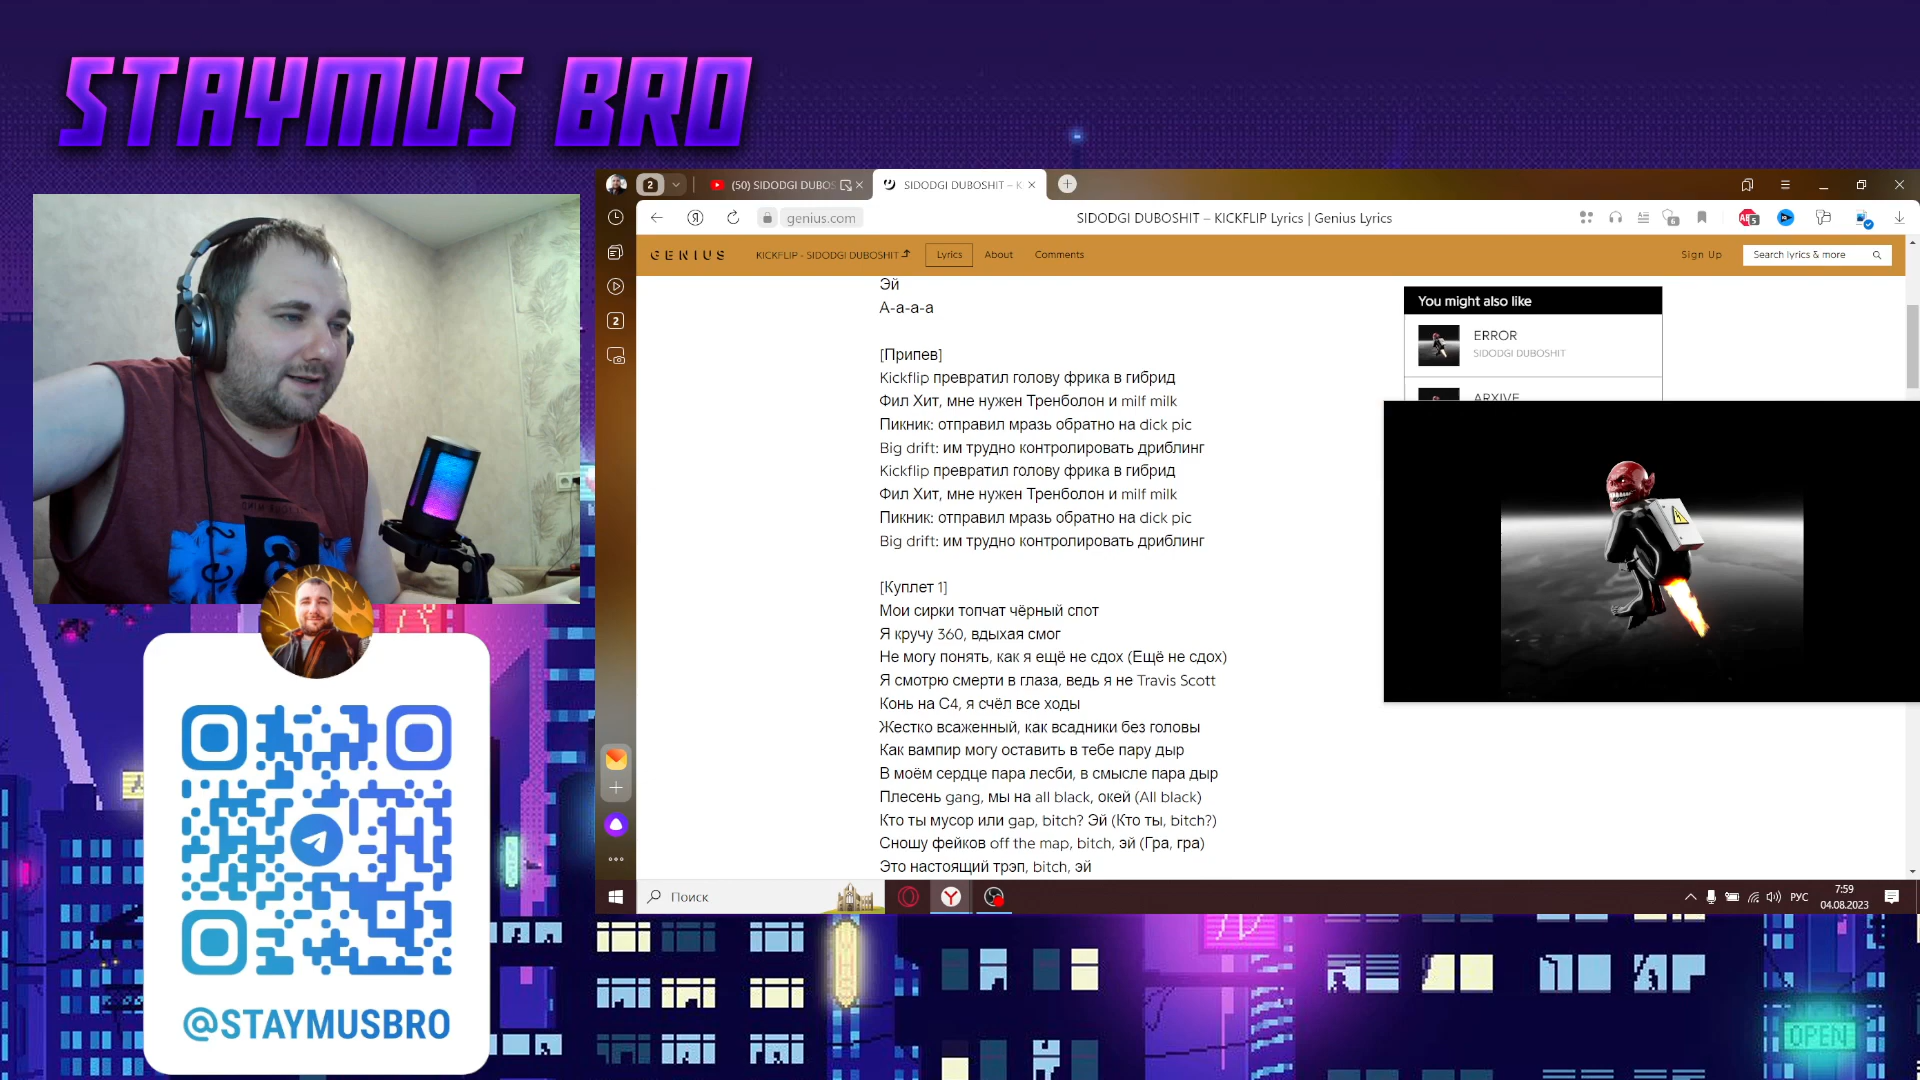 STAYMUS BRO
2
(50) SIDODGI DUBOS
SIDODGI DUBOSHIT – K
genius.com
SIDODGI DUBOSHIT – KICKFLIP Lyrics | Genius Lyrics
GENIUS
KICKFLIP - SIDODGI DUBOSHIT
Lyrics
About
Comments
Sign Up
Search lyrics & more
2
Эй
А-а-а-а
[Припев]
Kickflip превратил голову фрика в гибрид
Фил Хит, мне нужен Тренболон и milf milk
Пикник: отправил мразь обратно на dick pic
Big drift: им трудно контролировать дриблинг
Kickflip превратил голову фрика в гибрид
Фил Хит, мне нужен Тренболон и milf milk
Пикник: отправил мразь обратно на dick pic
Big drift: им трудно контролировать дриблинг
[Куплет 1]
Мои сирки топчат чёрный спот
Я кручу 360, вдыхая смог
Не могу понять, как я ещё не сдох (Ещё не сдох)
Я смотрю смерти в глаза, ведь я не Travis Scott
Конь на C4, я счёл все ходы
Жестко всаженный, как всадники без головы
Как вампир могу оставить в тебе пару дыр
В моём сердце пара лесби, в смысле пара дыр
Плесень gang, мы на all black, окей (All black)
Кто ты мусор или gap, bitch? Эй (Кто ты, bitch?)
Сношу фейков off the map, bitch, эй (Гра, гра)
Это настоящий трэп, bitch, эй
You might also like
ERROR
SIDODGI DUBOSHIT
ARXIVE
Поиск
РУС
7:59
04.08.2023
@STAYMUSBRO
OPEN